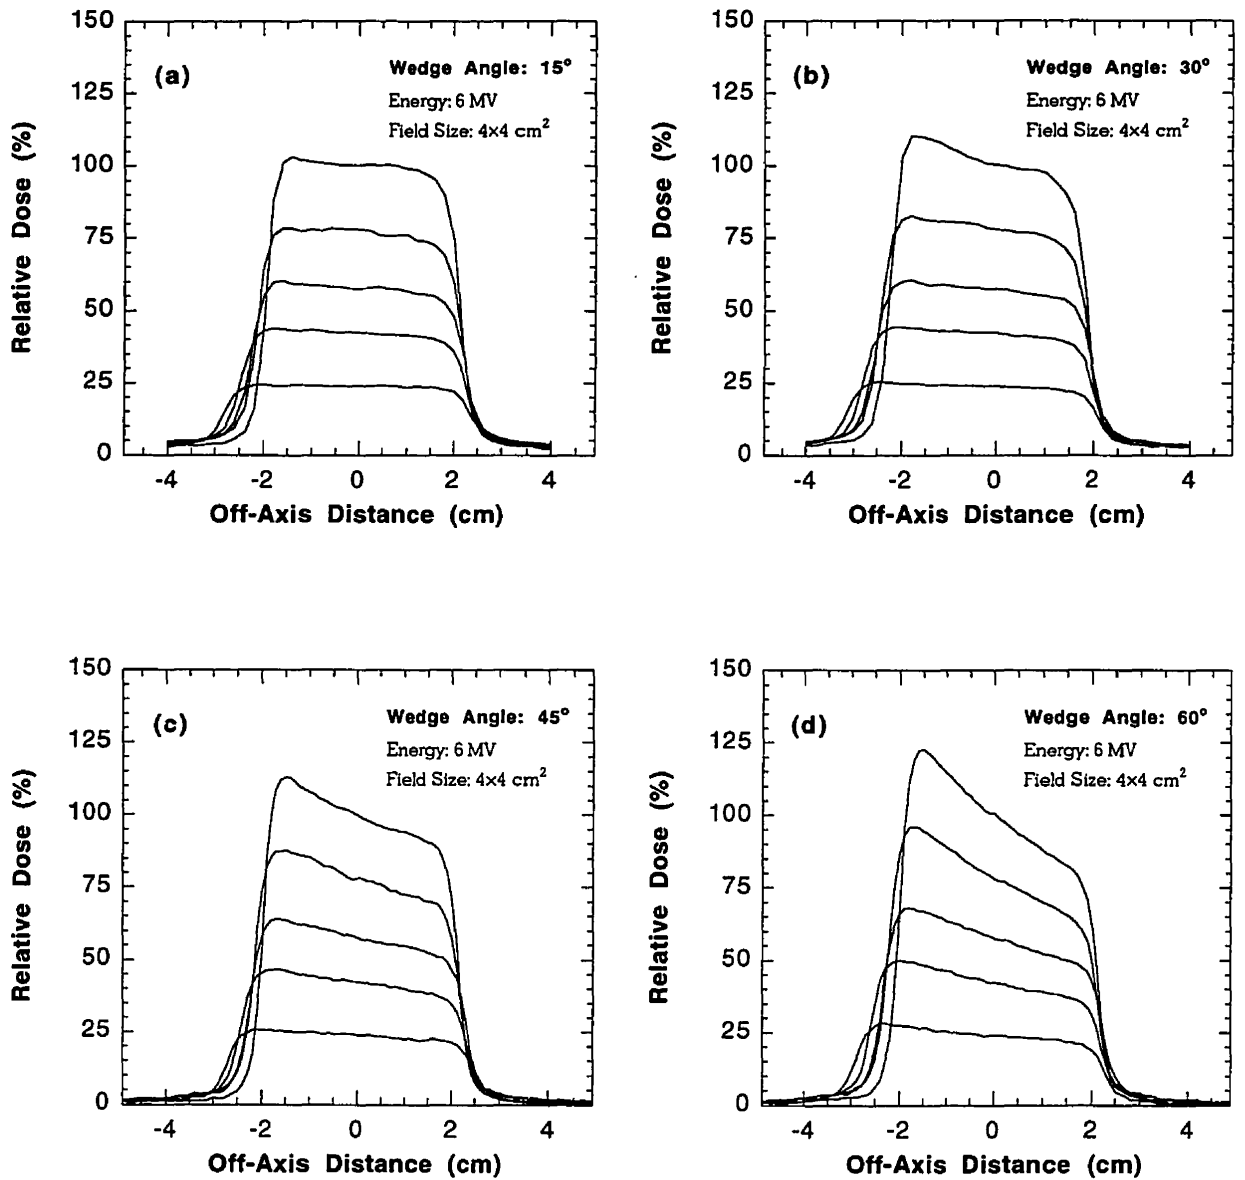 150
(a)
Wedge Angle: 15°
125
Energy: 6 MV
Field Size: 4×4 cm²
100
75
50
25
0
Relative Dose (%)
-4 -2 0 2 4
Off-Axis Distance (cm)
150
(b)
Wedge Angle: 30°
125
Energy: 6 MV
Field Size: 4×4 cm²
100
75
50
25
0
Relative Dose (%)
-4 -2 0 2 4
Off-Axis Distance (cm)
150
(c)
Wedge Angle: 45°
125
Energy: 6 MV
Field Size: 4×4 cm²
100
75
50
25
0
Relative Dose (%)
-4 -2 0 2 4
Off-Axis Distance (cm)
150
(d)
Wedge Angle: 60°
125
Energy: 6 MV
Field Size: 4×4 cm²
100
75
50
25
0
Relative Dose (%)
-4 -2 0 2 4
Off-Axis Distance (cm)